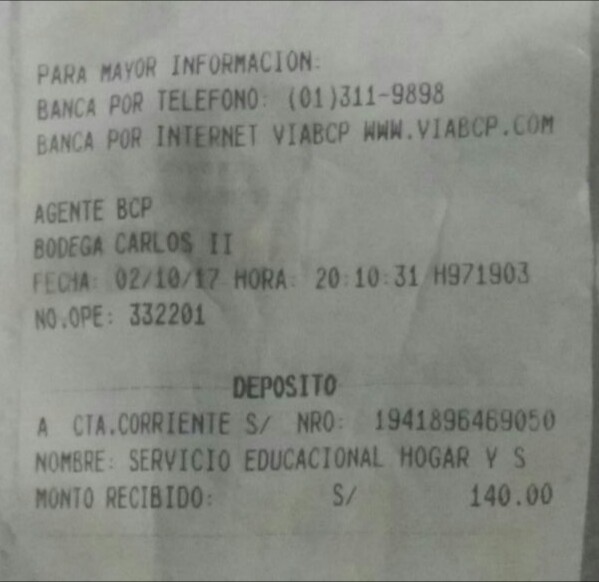 PARA MAYOR INFORMACION:
BANCA POR TELEFONO: (01)311-9898
BANCA POR INTERNET VIABCP WWW.VIABCP.COM
AGENTE BCP
BODEGA CARLOS II
FECHA: 02/10/17 HORA: 20:10:31 H971903
NO.OPE: 332201
DEPOSITO
A CTA.CORRIENTE S/ NRO: 1941896469050
NOMBRE: SERVICIO EDUCACIONAL HOGAR Y S
MONTO RECIBIDO: S/ 140.00